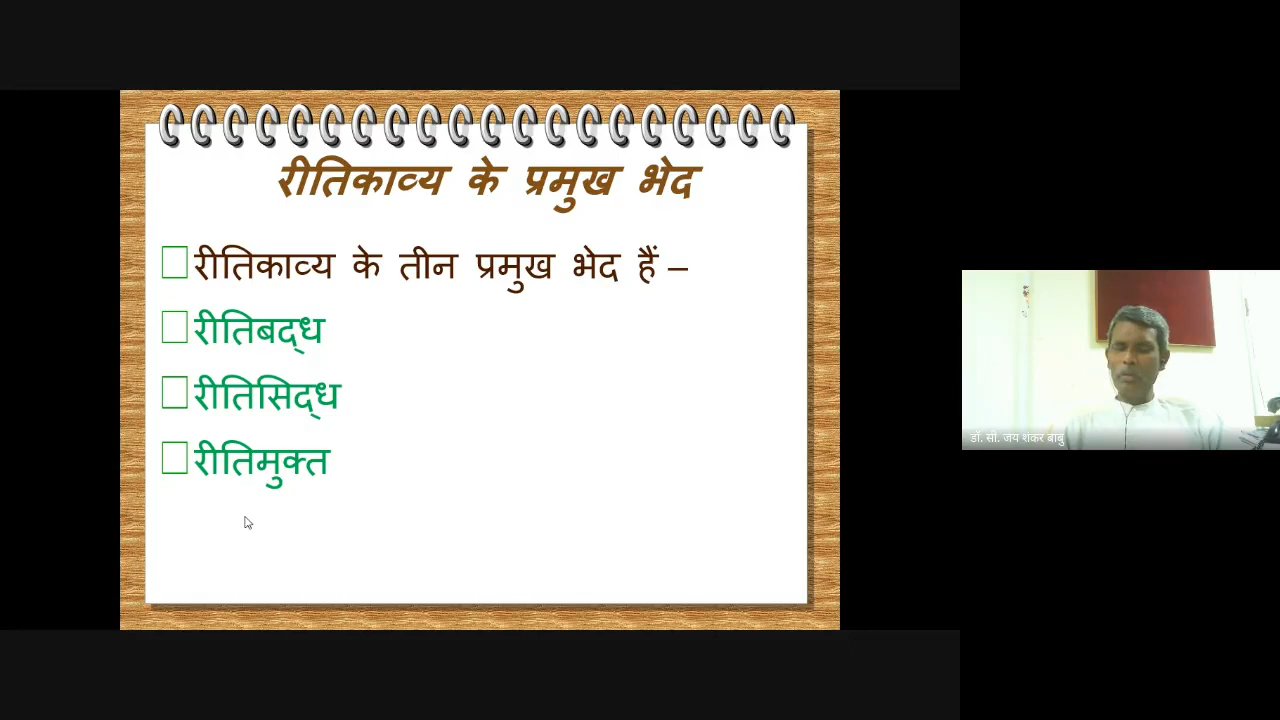 रीतिकाव्य के प्रमुख भेद
रीतिकाव्य के तीन प्रमुख भेद हैं –
रीतिबद्ध
रीतिसिद्ध
रीतिमुक्त
डॉ. सी. जय शंकर बाबु